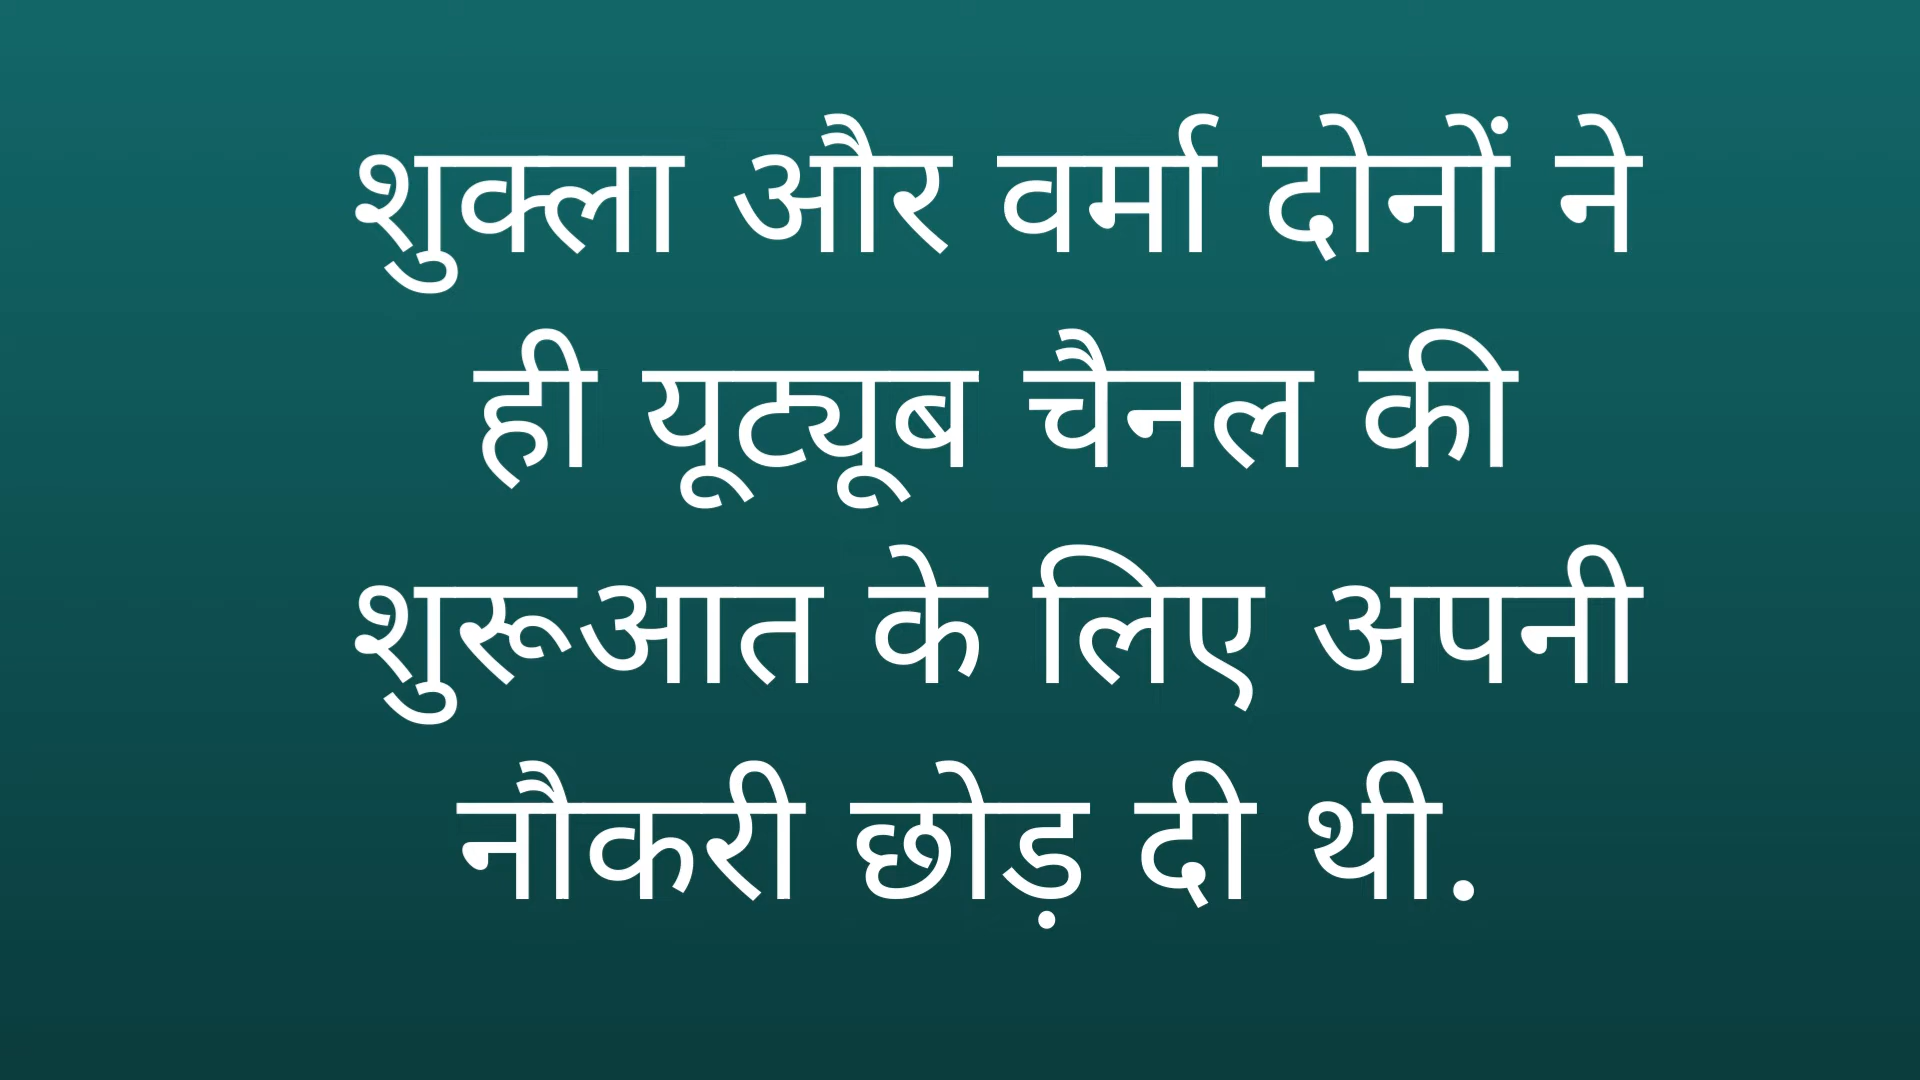 शुक्ला और वर्मा दोनों ने
ही यूट्यूब चैनल की
शुरूआत के लिए अपनी
नौकरी छोड़ दी थी.